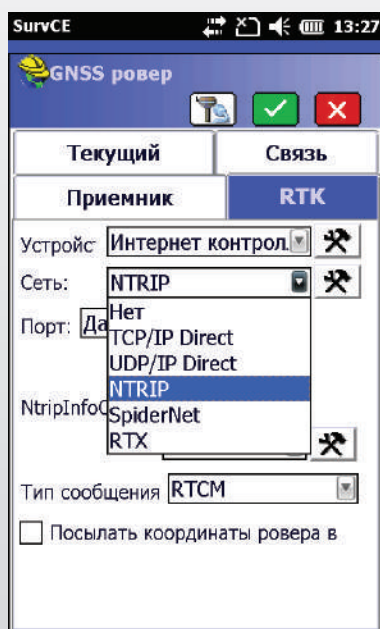 SurvCE 13:27
GNSS ровер
Текущий Связь
Приемник RTK
Устройс Интернет контрол.
Сеть: NTRIP
Нет
Порт: Да
TCP/IP Direct
UDP/IP Direct
NTRIP
NtripInfo
SpiderNet
RTX
Тип сообщения RTCM
Посылать координаты ровера в